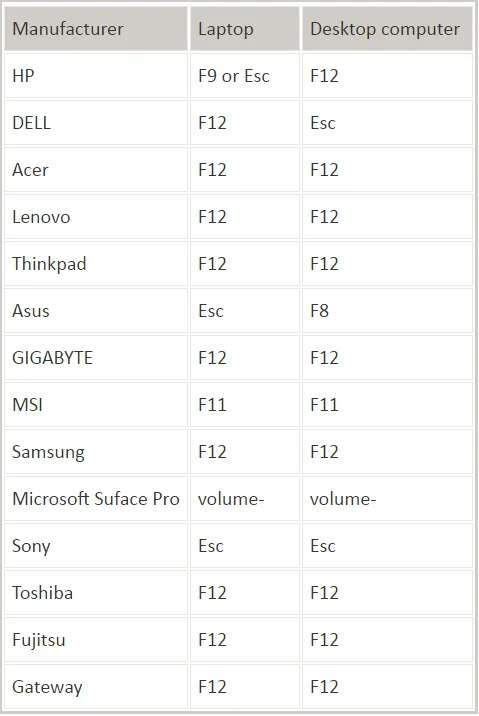 Manufacturer Laptop Desktop computer
HP F9 or Esc F12
DELL F12 Esc
Acer F12 F12
Lenovo F12 F12
Thinkpad F12 F12
Asus Esc F8
GIGABYTE F12 F12
MSI F11 F11
Samsung F12 F12
Microsoft Suface Pro volume- volume-
Sony Esc Esc
Toshiba F12 F12
Fujitsu F12 F12
Gateway F12 F12